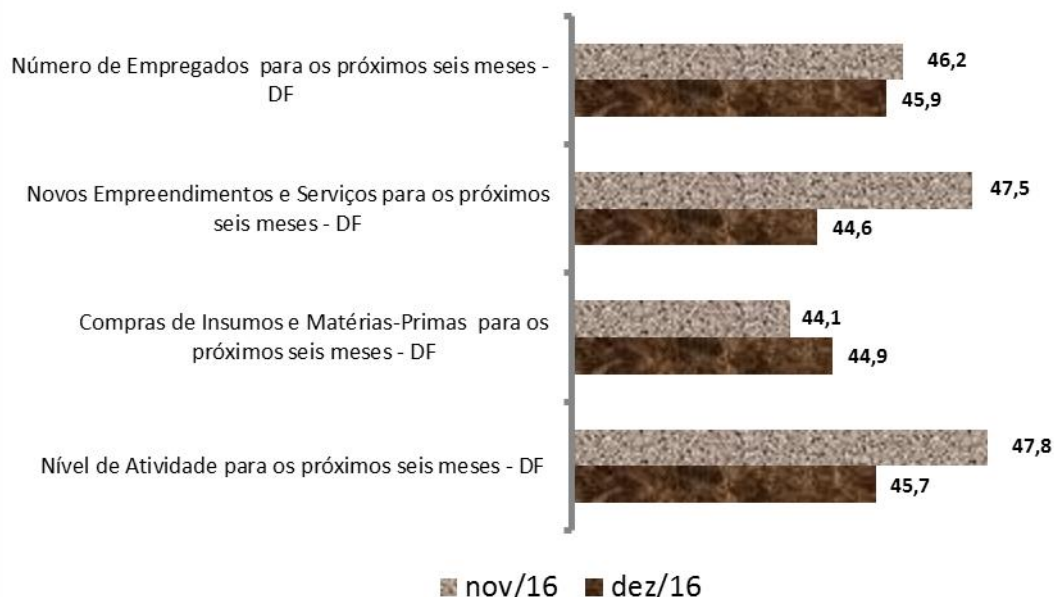 Número de Empregados para os próximos seis meses -
DF
46,2
45,9
Novos Empreendimentos e Serviços para os próximos
seis meses - DF
47,5
44,6
Compras de Insumos e Matérias-Primas para os
próximos seis meses - DF
44,1
44,9
Nível de Atividade para os próximos seis meses - DF
47,8
45,7
nov/16 dez/16